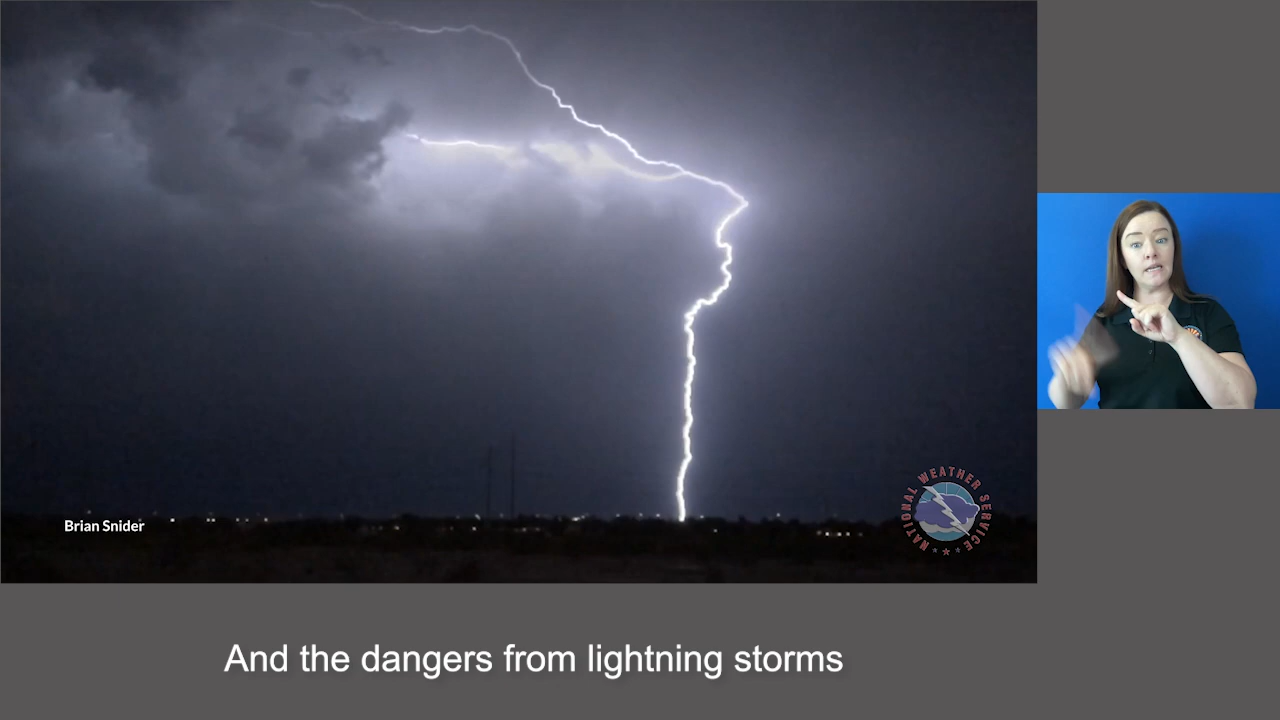 Brian Snider
NATIONAL WEATHER SERVICE
And the dangers from lightning storms